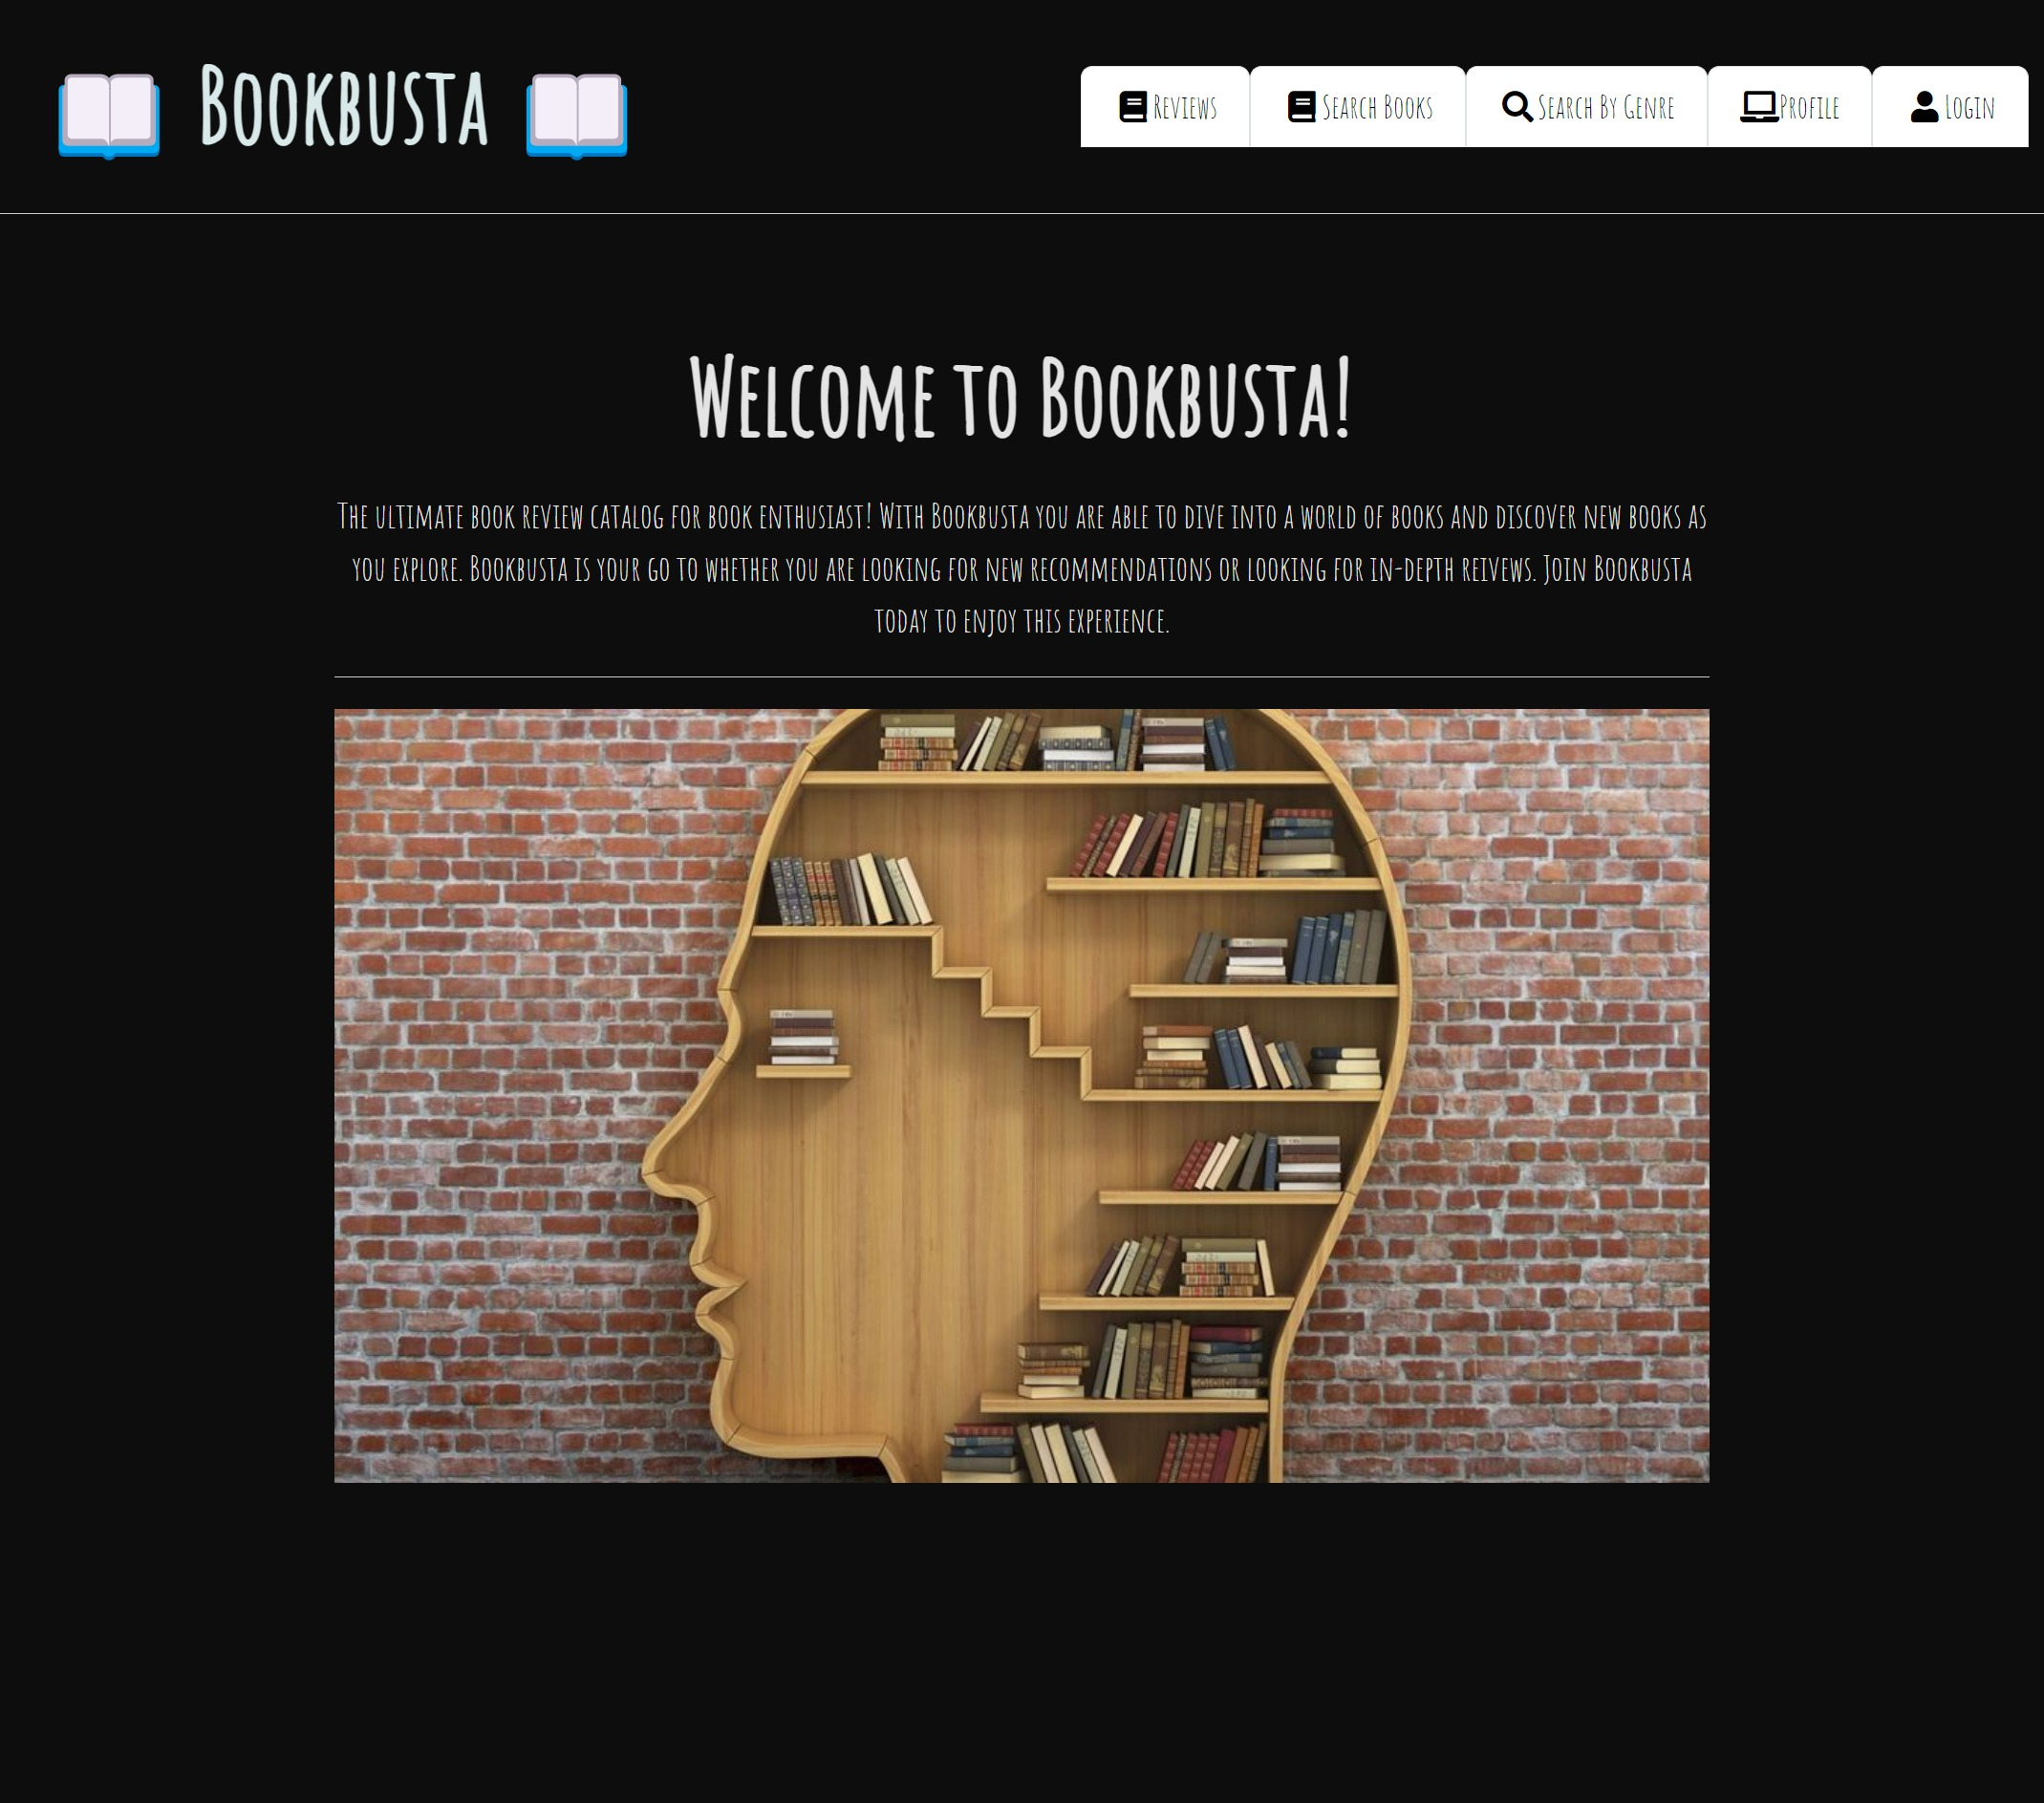 Bookbusta
Reviews
Search Books
Search By Genre
Profile
Login
Welcome to Bookbusta!
The ultimate book review catalog for book enthusiast! With Bookbusta you are able to dive into a world of books and discover new books as
you explore. Bookbusta is your go to whether you are looking for new recommendations or looking for in-depth reivews. Join Bookbusta
today to enjoy this experience.